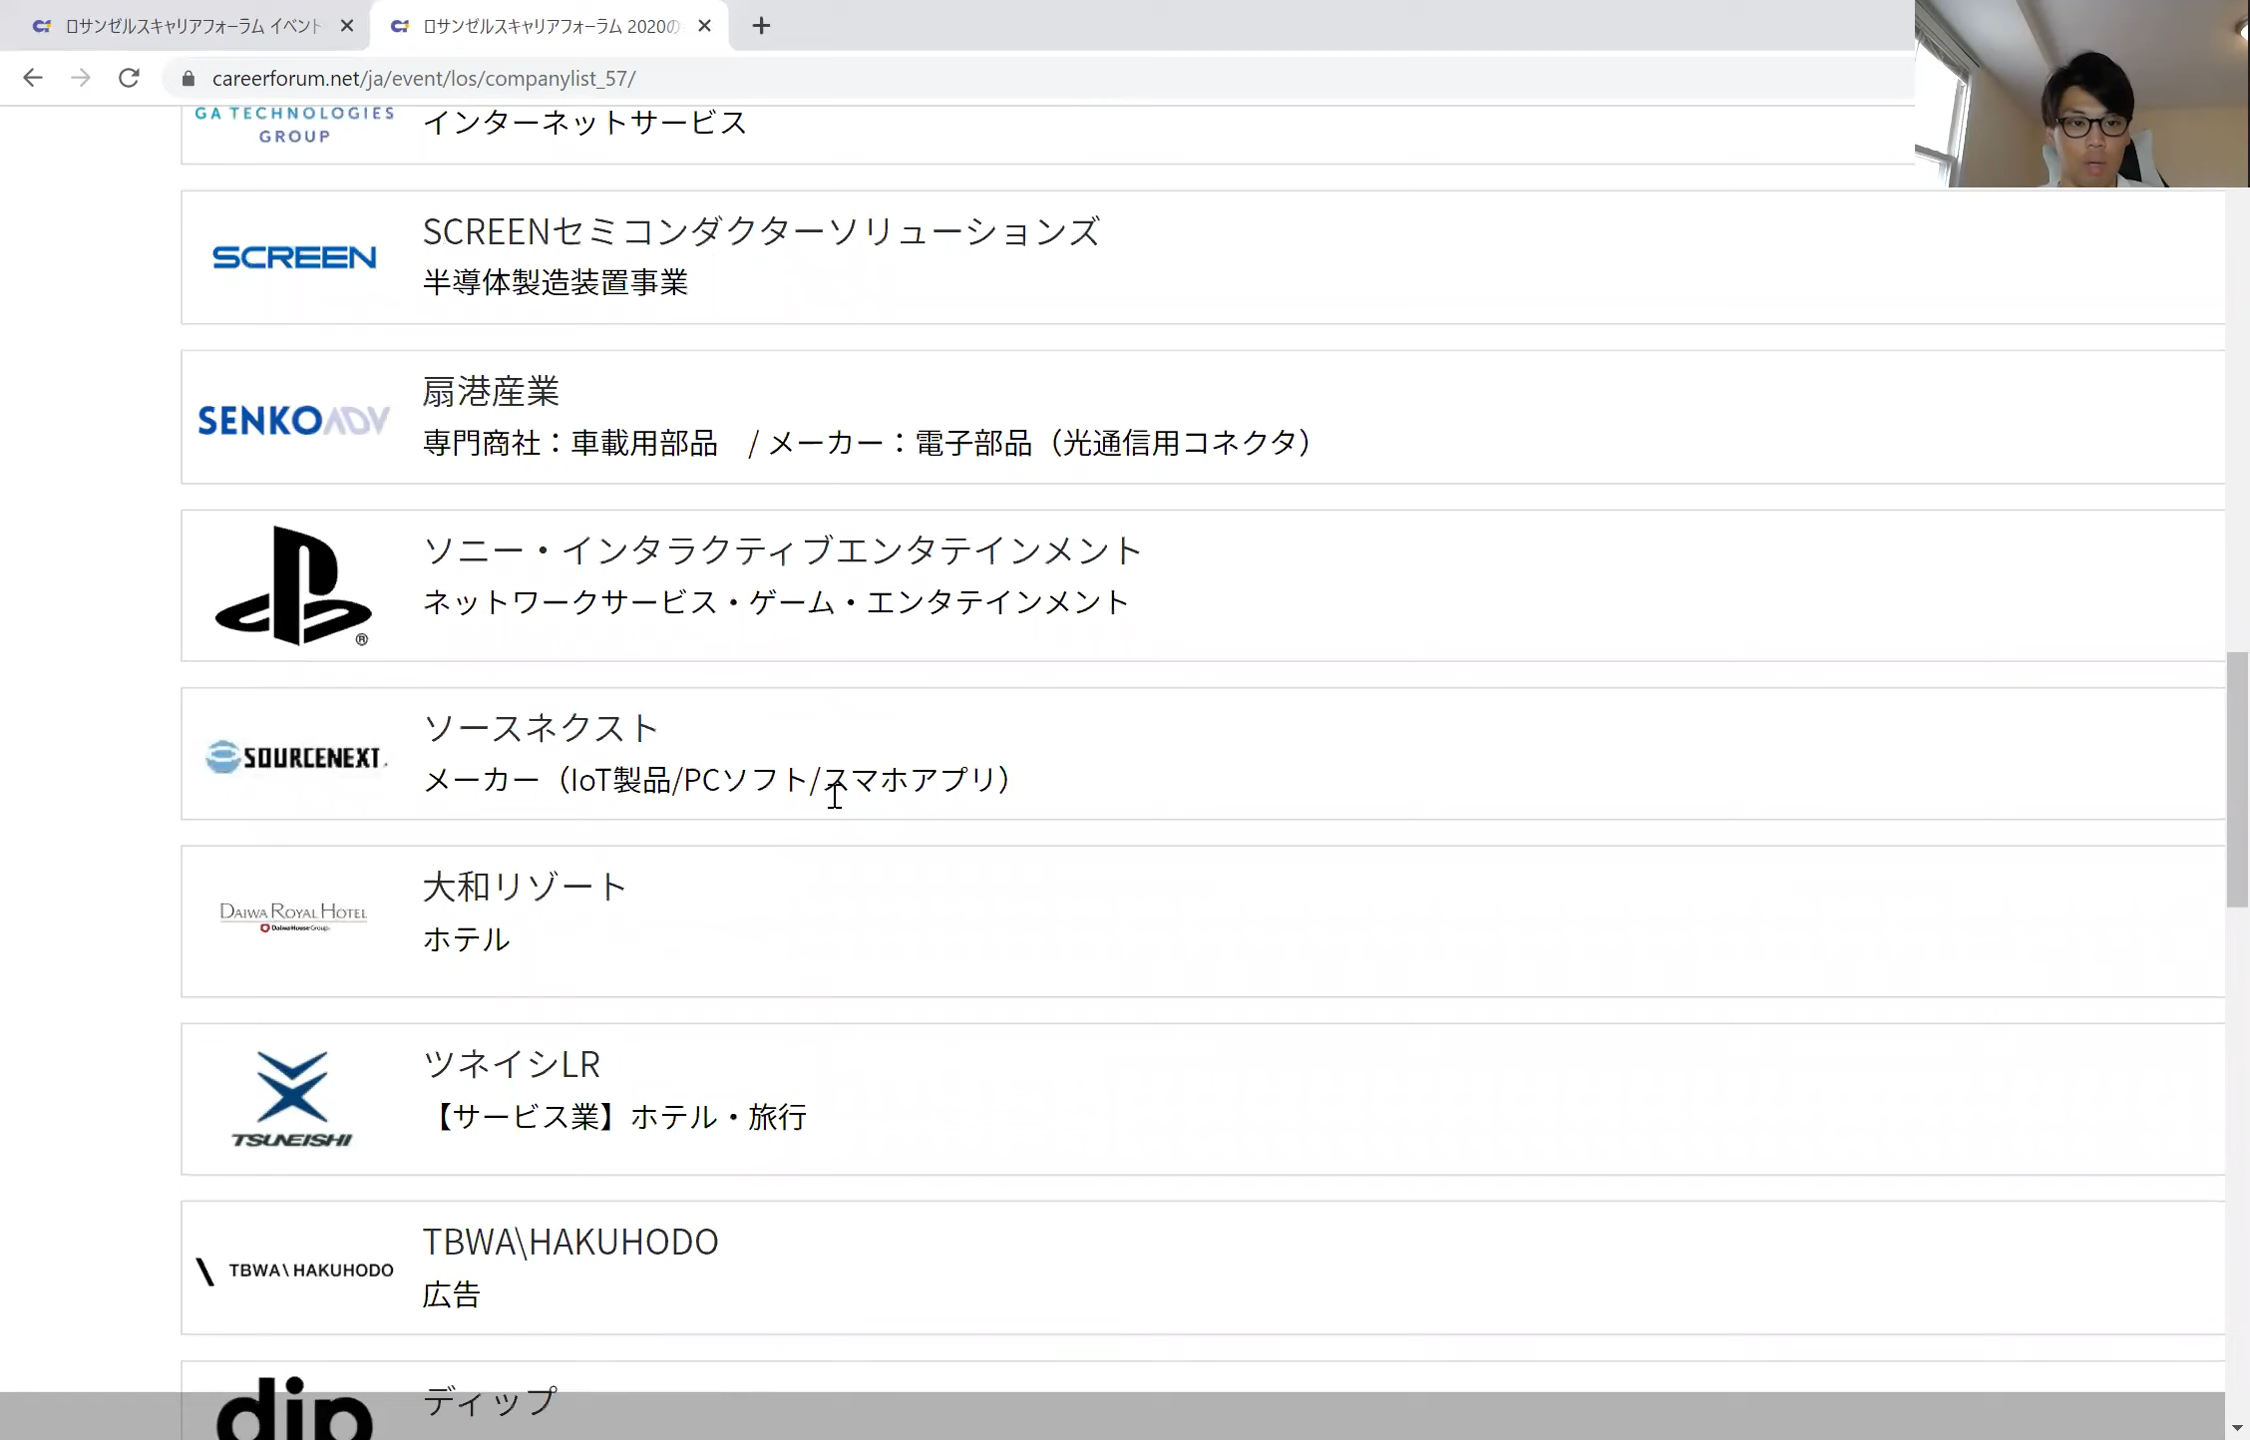 ロサンゼルスキャリアフォーラム イベント
ロサンゼルスキャリアフォーラム 2020の
careerforum.net/ja/event/los/companylist_57/
GA TECHNOLOGIES
GROUP
インターネットサービス
SCREEN
SCREENセミコンダクターソリューションズ
半導体製造装置事業
SENKO ADV
扇港産業
専門商社：車載用部品　/ メーカー：電子部品（光通信用コネクタ）
®
ソニー・インタラクティブエンタテインメント
ネットワークサービス・ゲーム・エンタテインメント
SOURCENEXT
ソースネクスト
メーカー（IoT製品/PCソフト/スマホアプリ）
DAIWA ROYAL HOTEL
DaiwaHouse Group
大和リゾート
ホテル
TSUNEISHI
ツネイシLR
【サービス業】ホテル・旅行
\ TBWA\HAKUHODO
TBWA\HAKUHODO
広告
dip
ディップ